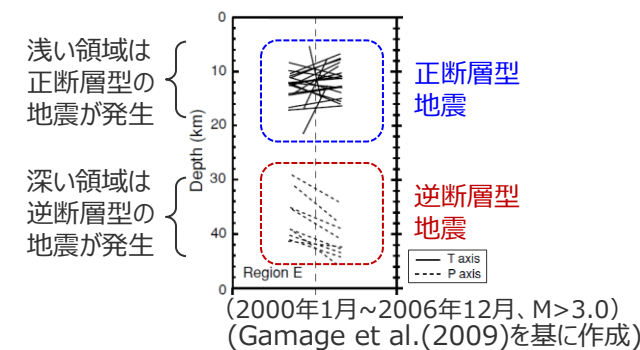 浅い領域は
正断層型の
地震が発生
深い領域は
逆断層型の
地震が発生
Depth (km)
0
10
20
30
40
0
Region E
T axis
P axis
正断層型
地震
逆断層型
地震
(2000年1月~2006年12月、M>3.0)
(Gamage et al.(2009)を基に作成)